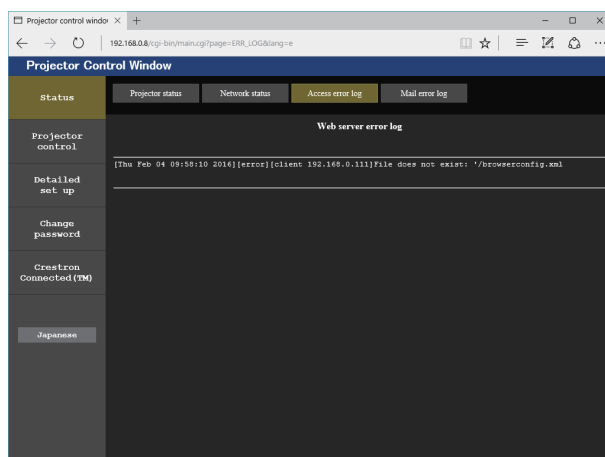 Projector control windo
192.168.0.8/cgi-bin/main.cgi?page=ERR_LOG&lang=e
Projector Control Window
Status
Projector status
Network status
Access error log
Mail error log
Web server error log
[Thu Feb 04 09:58:10 2016][error][client 192.168.0.111]File does not exist: '/browserconfig.xml
Projector
control
Detailed
set up
Change
password
Crestron
Connected(TM)
Japanese